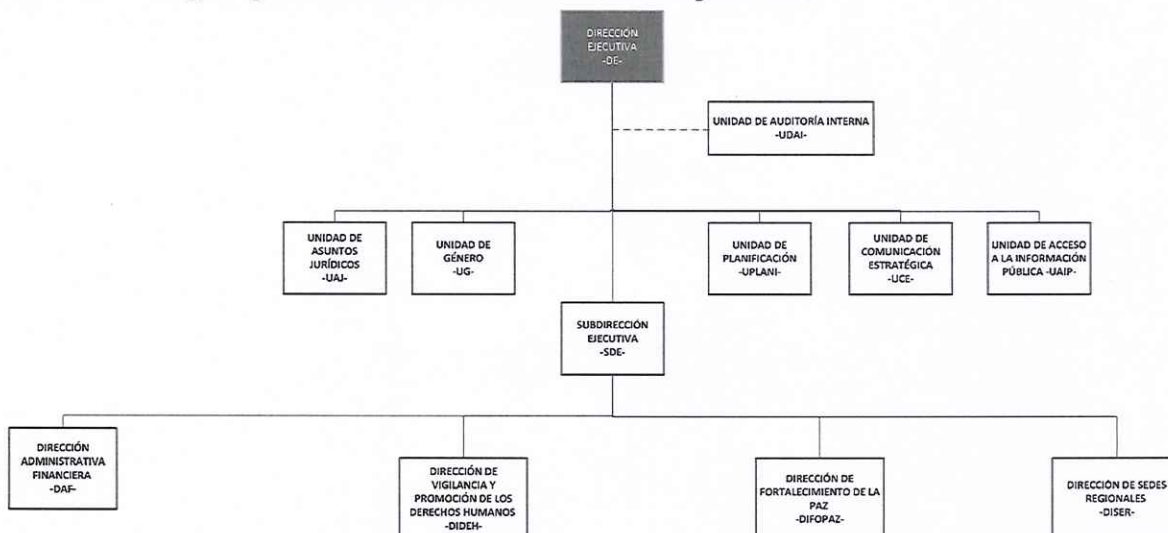 DIRECCIÓN
EJECUTIVA
-DE-
UNIDAD DE AUDITORÍA INTERNA
-UDAI-
UNIDAD DE
ASUNTOS
JURÍDICOS
-UAJ-
UNIDAD DE
GÉNERO
-UG-
UNIDAD DE
PLANIFICACIÓN
-UPLANI-
UNIDAD DE
COMUNICACIÓN
ESTRATÉGICA
-UCE-
UNIDAD DE ACCESO
A LA INFORMACIÓN
PÚBLICA -UAIP-
SUBDIRECCIÓN
EJECUTIVA
-SDE-
DIRECCIÓN
ADMINISTRATIVA
FINANCIERA
-DAF-
DIRECCIÓN DE
VIGILANCIA Y
PROMOCIÓN DE LOS
DERECHOS HUMANOS
-DIDEH-
DIRECCIÓN DE
FORTALECIMIENTO DE LA
PAZ
-DIFOPAZ-
DIRECCIÓN DE SEDES
REGIONALES
-DISER-